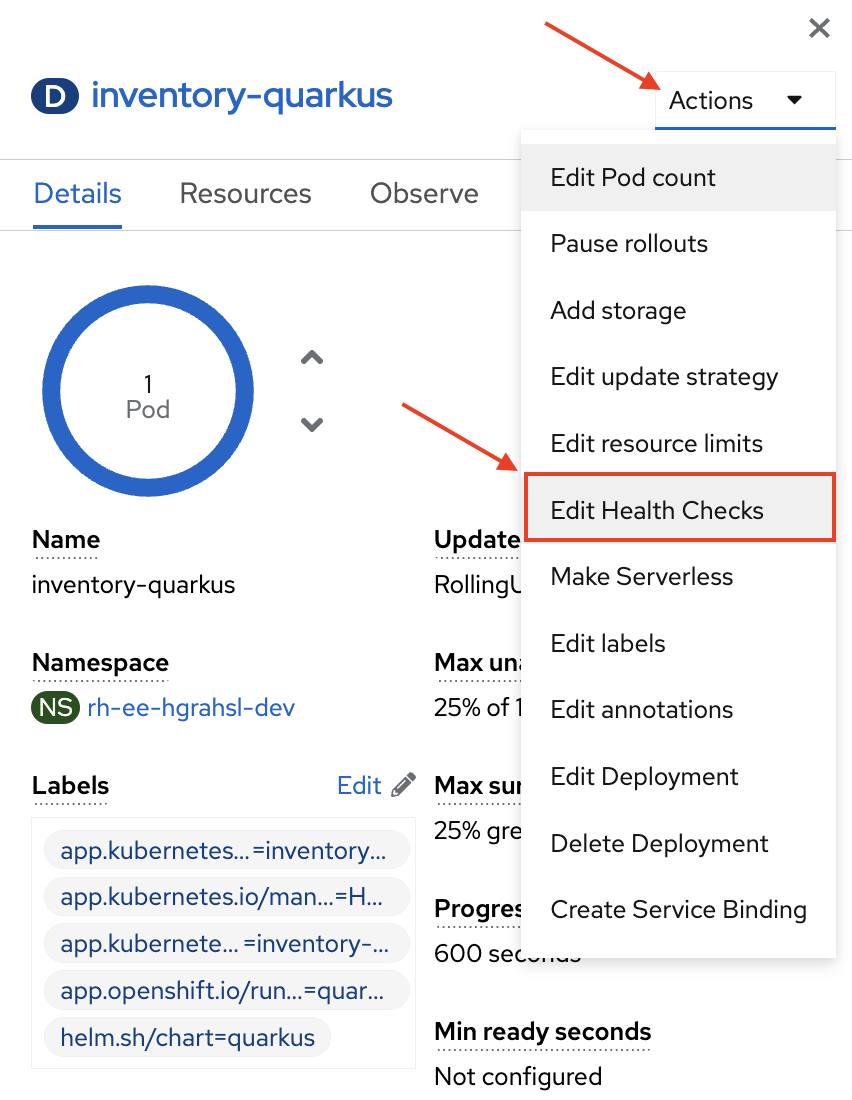 D inventory-quarkus
Actions
Details Resources Observe
Edit Pod count
Pause rollouts
Add storage
Edit update strategy
Edit resource limits
Edit Health Checks
Make Serverless
Edit labels
Edit annotations
Edit Deployment
Delete Deployment
Create Service Binding
1
Pod
Name
inventory-quarkus
Namespace
NS rh-ee-hgrahsl-dev
Labels Edit
app.kubernetes...=inventory...
app.kubernetes.io/man...=H...
app.kubernete... =inventory-...
app.openshift.io/run...=quar...
helm.sh/chart=quarkus
Update
RollingU
Max una
25% of 1
Max sur
25% gre
Progres
600 seconds
Min ready seconds
Not configured